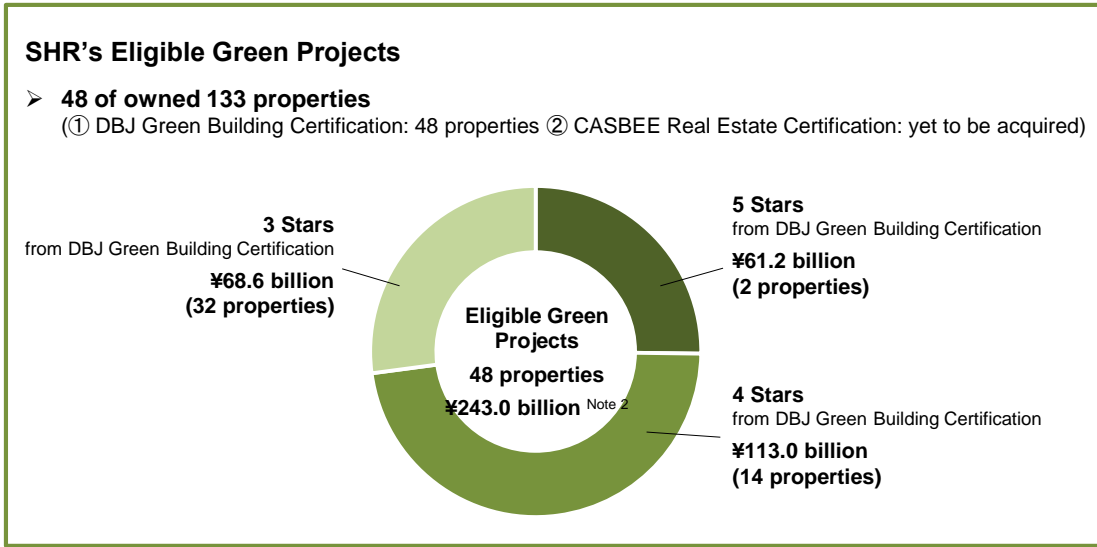 SHR's Eligible Green Projects
➢ 48 of owned 133 properties
(① DBJ Green Building Certification: 48 properties ② CASBEE Real Estate Certification: yet to be acquired)
3 Stars
from DBJ Green Building Certification
¥68.6 billion
(32 properties)
5 Stars
from DBJ Green Building Certification
¥61.2 billion
(2 properties)
Eligible Green
Projects
48 properties
¥243.0 billion Note 2
4 Stars
from DBJ Green Building Certification
¥113.0 billion
(14 properties)